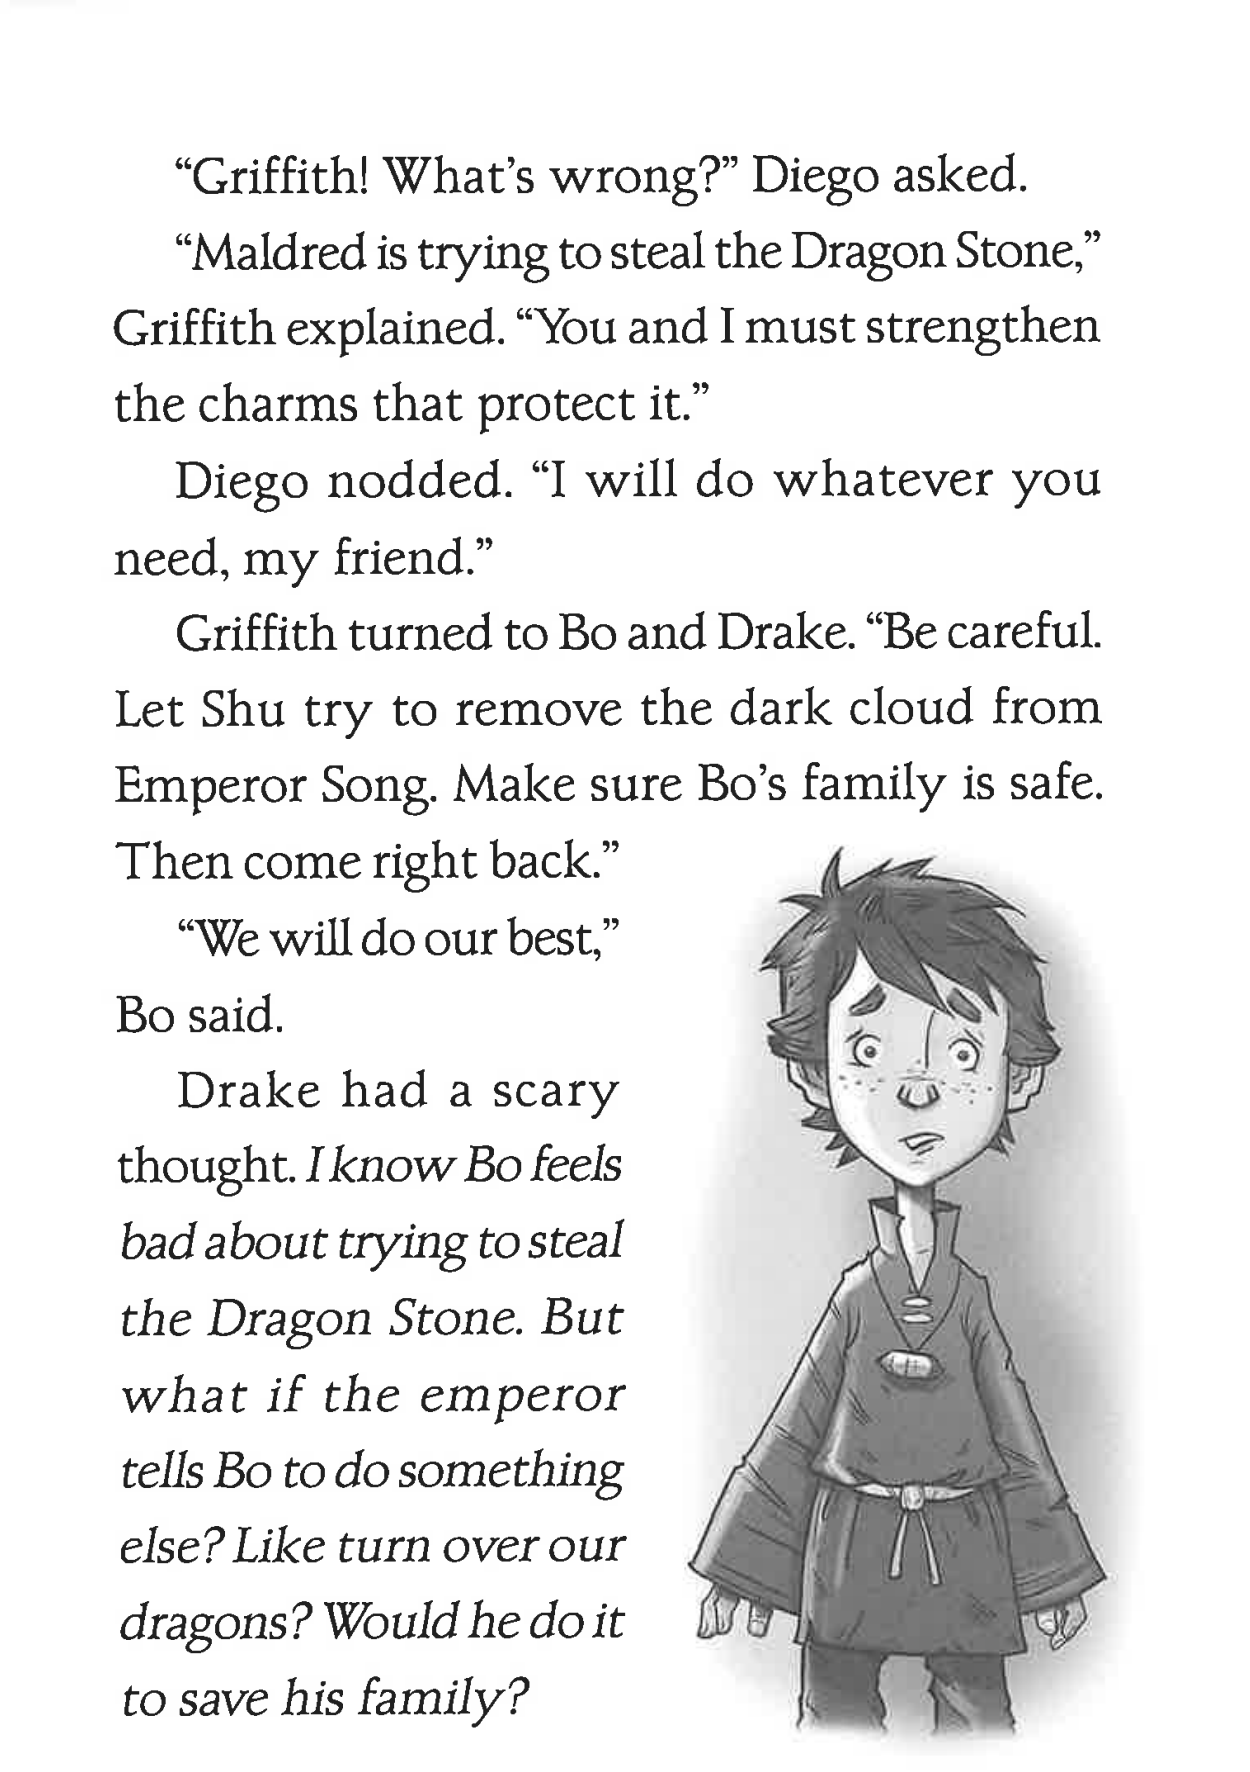 “Griffith! What’s wrong?” Diego asked.
“Maldred is trying to steal the Dragon Stone,”
Griffith explained. “You and I must strengthen
the charms that protect it.”
Diego nodded. “I will do whatever you
need, my friend.”
Griffith turned to Bo and Drake. “Be careful.
Let Shu try to remove the dark cloud from
Emperor Song. Make sure Bo’s family is safe.
Then come right back.”
“We will do our best,”
Bo said.
Drake had a scary
thought. I know Bo feels
bad about trying to steal
the Dragon Stone. But
what if the emperor
tells Bo to do something
else? Like turn over our
dragons? Would he do it
to save his family?